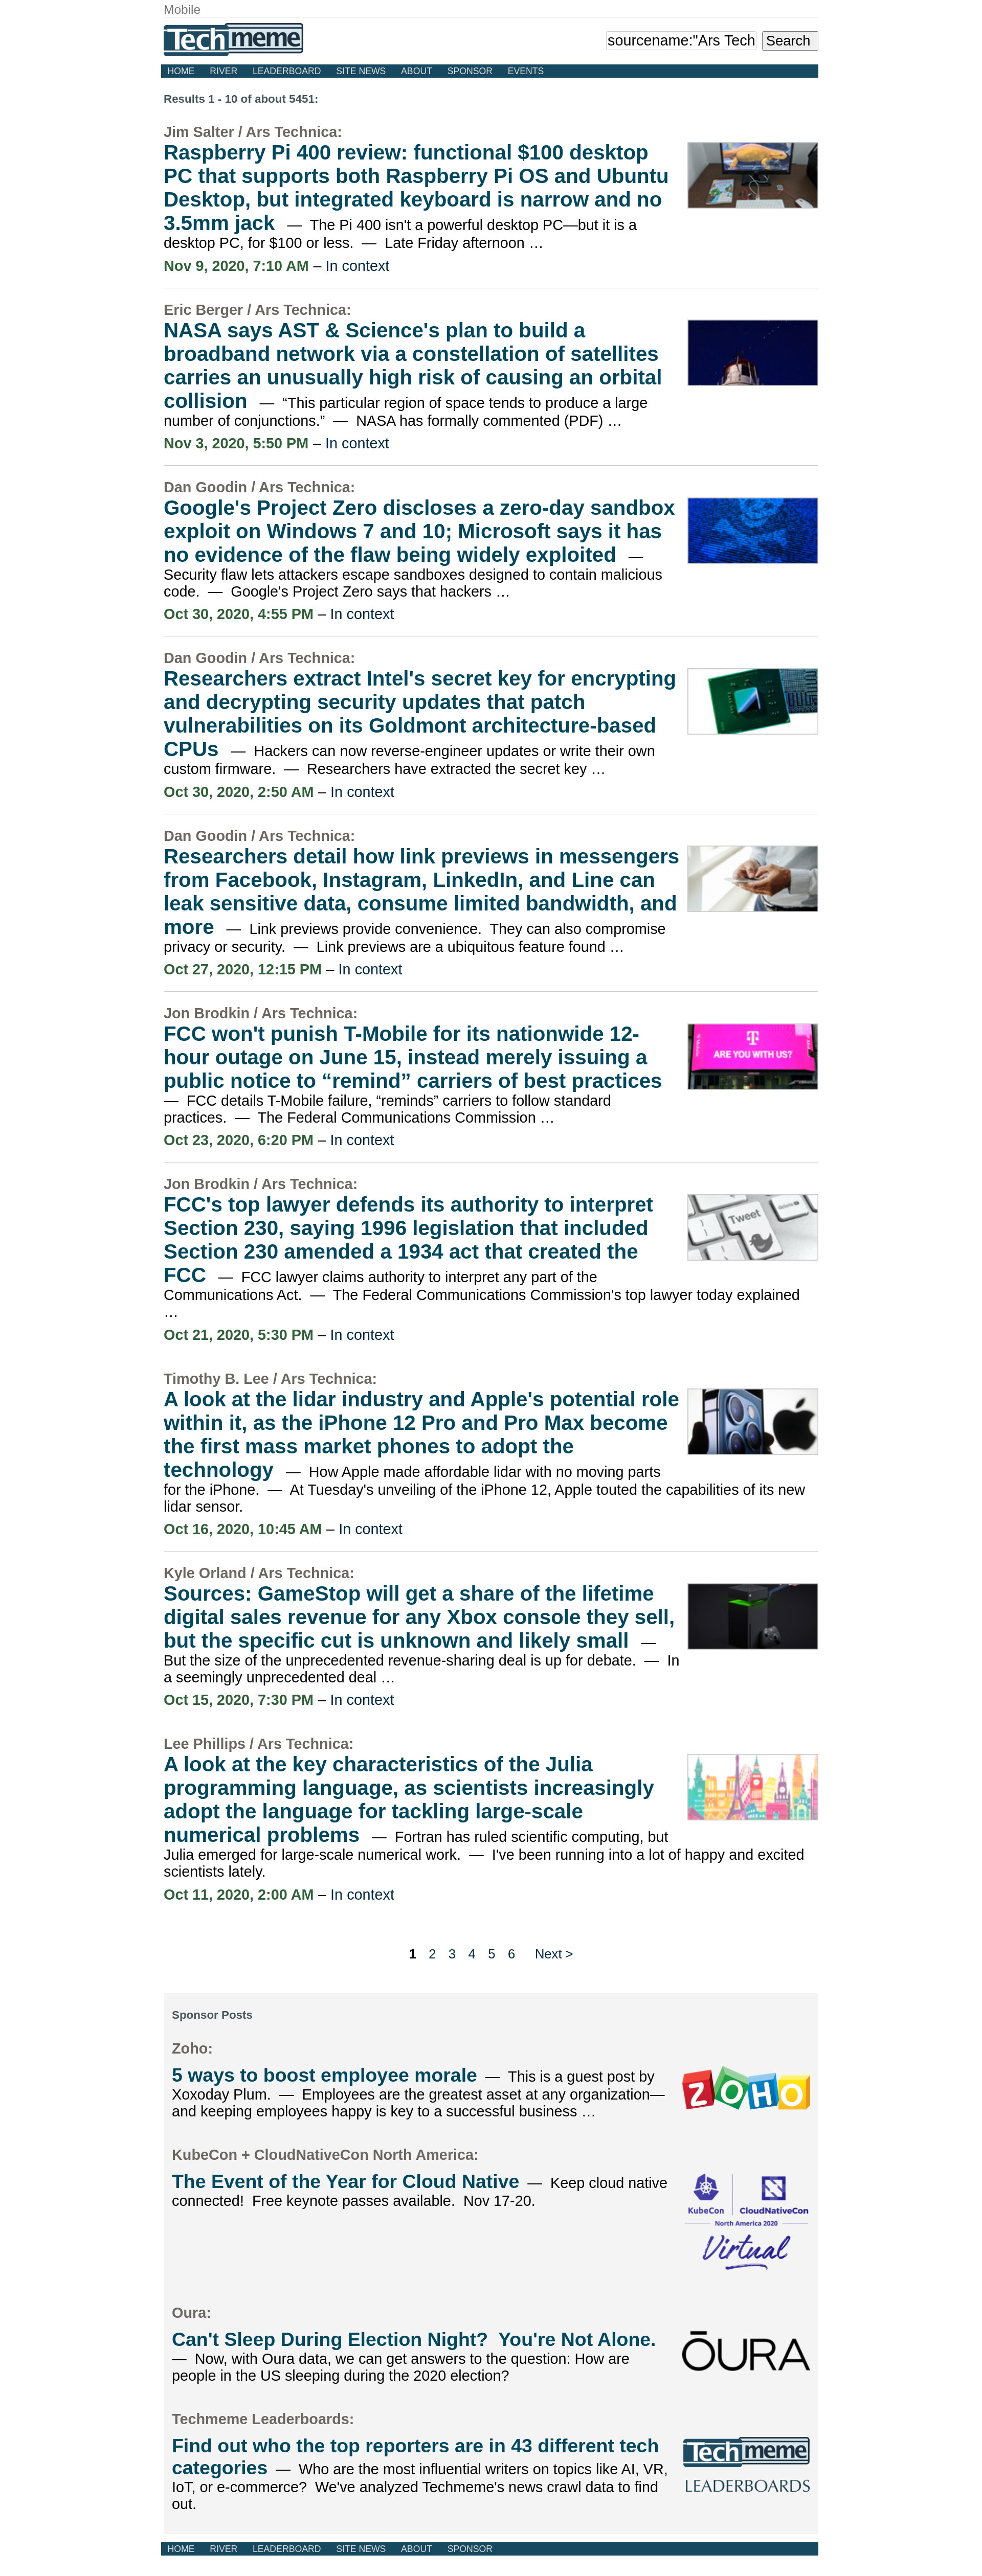 Mobile
Techmeme
sourcename:"Ars Tech
Search
HOME RIVER LEADERBOARD SITE NEWS ABOUT SPONSOR EVENTS
Results 1 - 10 of about 5451:
Jim Salter / Ars Technica:
Raspberry Pi 400 review: functional $100 desktop
PC that supports both Raspberry Pi OS and Ubuntu
Desktop, but integrated keyboard is narrow and no
3.5mm jack — The Pi 400 isn't a powerful desktop PC—but it is a
desktop PC, for $100 or less. — Late Friday afternoon …
Nov 9, 2020, 7:10 AM – In context
Eric Berger / Ars Technica:
NASA says AST & Science's plan to build a
broadband network via a constellation of satellites
carries an unusually high risk of causing an orbital
collision — “This particular region of space tends to produce a large
number of conjunctions.” — NASA has formally commented (PDF) …
Nov 3, 2020, 5:50 PM – In context
Dan Goodin / Ars Technica:
Google's Project Zero discloses a zero-day sandbox
exploit on Windows 7 and 10; Microsoft says it has
no evidence of the flaw being widely exploited —
Security flaw lets attackers escape sandboxes designed to contain malicious
code. — Google's Project Zero says that hackers …
Oct 30, 2020, 4:55 PM – In context
Dan Goodin / Ars Technica:
Researchers extract Intel's secret key for encrypting
and decrypting security updates that patch
vulnerabilities on its Goldmont architecture-based
CPUs — Hackers can now reverse-engineer updates or write their own
custom firmware. — Researchers have extracted the secret key …
Oct 30, 2020, 2:50 AM – In context
Dan Goodin / Ars Technica:
Researchers detail how link previews in messengers
from Facebook, Instagram, LinkedIn, and Line can
leak sensitive data, consume limited bandwidth, and
more — Link previews provide convenience. They can also compromise
privacy or security. — Link previews are a ubiquitous feature found …
Oct 27, 2020, 12:15 PM – In context
Jon Brodkin / Ars Technica:
FCC won't punish T-Mobile for its nationwide 12-
hour outage on June 15, instead merely issuing a
public notice to “remind” carriers of best practices
— FCC details T-Mobile failure, “reminds” carriers to follow standard
practices. — The Federal Communications Commission …
Oct 23, 2020, 6:20 PM – In context
T
ARE YOU WITH US?
Jon Brodkin / Ars Technica:
FCC's top lawyer defends its authority to interpret
Section 230, saying 1996 legislation that included
Section 230 amended a 1934 act that created the
FCC — FCC lawyer claims authority to interpret any part of the
Communications Act. — The Federal Communications Commission's top lawyer today explained
…
Oct 21, 2020, 5:30 PM – In context
Tweet
Timothy B. Lee / Ars Technica:
A look at the lidar industry and Apple's potential role
within it, as the iPhone 12 Pro and Pro Max become
the first mass market phones to adopt the
technology — How Apple made affordable lidar with no moving parts
for the iPhone. — At Tuesday's unveiling of the iPhone 12, Apple touted the capabilities of its new
lidar sensor.
Oct 16, 2020, 10:45 AM – In context
Kyle Orland / Ars Technica:
Sources: GameStop will get a share of the lifetime
digital sales revenue for any Xbox console they sell,
but the specific cut is unknown and likely small —
But the size of the unprecedented revenue-sharing deal is up for debate. — In
a seemingly unprecedented deal …
Oct 15, 2020, 7:30 PM – In context
Lee Phillips / Ars Technica:
A look at the key characteristics of the Julia
programming language, as scientists increasingly
adopt the language for tackling large-scale
numerical problems — Fortran has ruled scientific computing, but
Julia emerged for large-scale numerical work. — I've been running into a lot of happy and excited
scientists lately.
Oct 11, 2020, 2:00 AM – In context
1 2 3 4 5 6 Next >
Sponsor Posts
Zoho:
5 ways to boost employee morale — This is a guest post by
Xoxoday Plum. — Employees are the greatest asset at any organization—
and keeping employees happy is key to a successful business …
ZOHO
KubeCon + CloudNativeCon North America:
The Event of the Year for Cloud Native — Keep cloud native
connected! Free keynote passes available. Nov 17-20.
KubeCon CloudNativeCon
North America 2020
Virtual
Oura:
Can't Sleep During Election Night? You're Not Alone.
— Now, with Oura data, we can get answers to the question: How are
people in the US sleeping during the 2020 election?
ŌURA
Techmeme Leaderboards:
Find out who the top reporters are in 43 different tech
categories — Who are the most influential writers on topics like AI, VR,
IoT, or e-commerce? We've analyzed Techmeme's news crawl data to find
out.
Techmeme
LEADERBOARDS
HOME RIVER LEADERBOARD SITE NEWS ABOUT SPONSOR